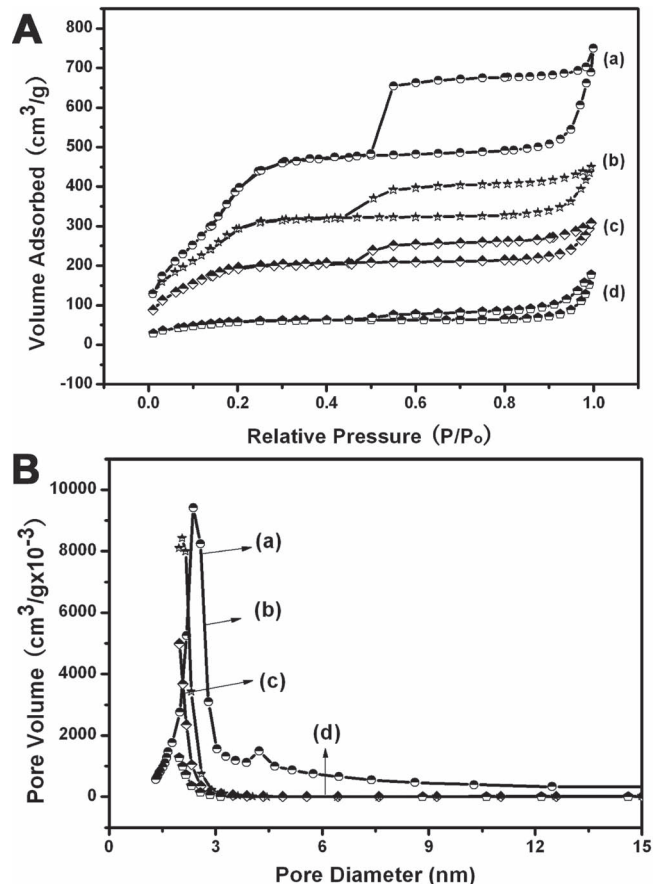 A
800
700
600
500
400
300
200
100
0
-100
Volume Adsorbed (cm³/g)
(a)
(b)
(c)
(d)
0.0 0.2 0.4 0.6 0.8 1.0
Relative Pressure (P/Po)
B
10000
8000
6000
4000
2000
0
Pore Volume (cm³/gx10⁻³)
(a)
(b)
(c)
(d)
0 3 6 9 12 15
Pore Diameter (nm)